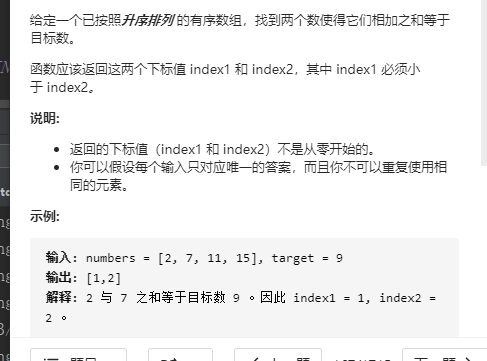 给定一个已按照升序排列 的有序数组，找到两个数使得它们相加之和等于
目标数。
函数应该返回这两个下标值 index1 和 index2，其中 index1 必须小
于 index2。
说明:
返回的下标值（index1 和 index2）不是从零开始的。
你可以假设每个输入只对应唯一的答案，而且你不可以重复使用相
同的元素。
示例:
输入: numbers = [2, 7, 11, 15], target = 9
输出: [1,2]
解释: 2 与 7 之和等于目标数 9 。因此 index1 = 1, index2 =
2 。